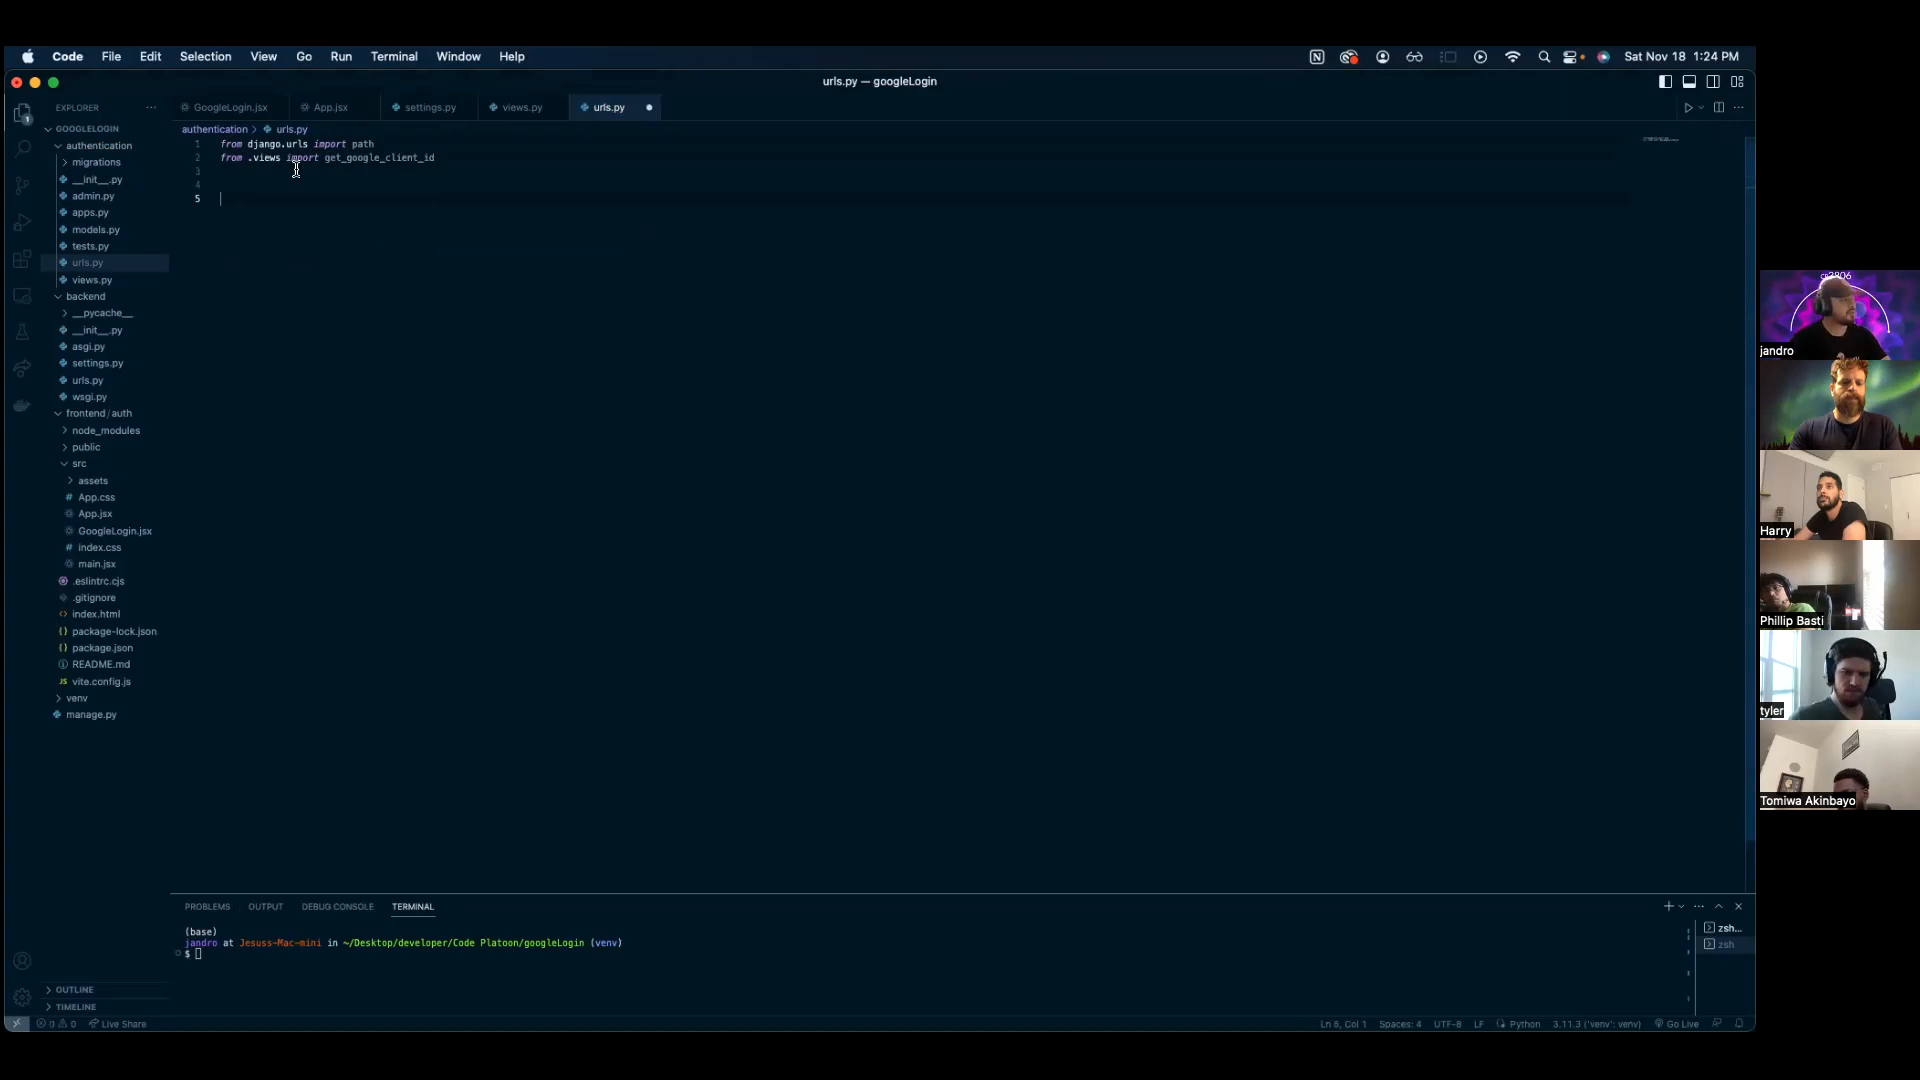 Code File Edit Selection View Go Run Terminal Window Help
Sat Nov 18 1:24 PM
urls.py — googleLogin
EXPLORER
GoogleLogin.jsx
App.jsx
settings.py
views.py
urls.py
authentication > urls.py
GOOGLELOGIN
authentication
migrations
__init__.py
admin.py
apps.py
models.py
tests.py
urls.py
views.py
backend
__pycache__
__init__.py
asgi.py
settings.py
urls.py
wsgi.py
frontend/auth
node_modules
public
src
assets
App.css
App.jsx
GoogleLogin.jsx
index.css
main.jsx
.eslintrc.cjs
.gitignore
index.html
package-lock.json
package.json
README.md
vite.config.js
venv
manage.py
OUTLINE
TIMELINE
1 from django.urls import path
2 from .views import get_google_client_id
3
4
5
PROBLEMS OUTPUT DEBUG CONSOLE TERMINAL
(base)
jandro at Jesuss-Mac-mini in ~/Desktop/developer/Code Platoon/googleLogin (venv)
$
zsh...
zsh
0 0 Live Share
Ln 6, Col 1 Spaces: 4 UTF-8 LF Python 3.11.3 ('venv': venv) Go Live
jandro
Harry
Phillip Basti
tyler
Tomiwa Akinbayo